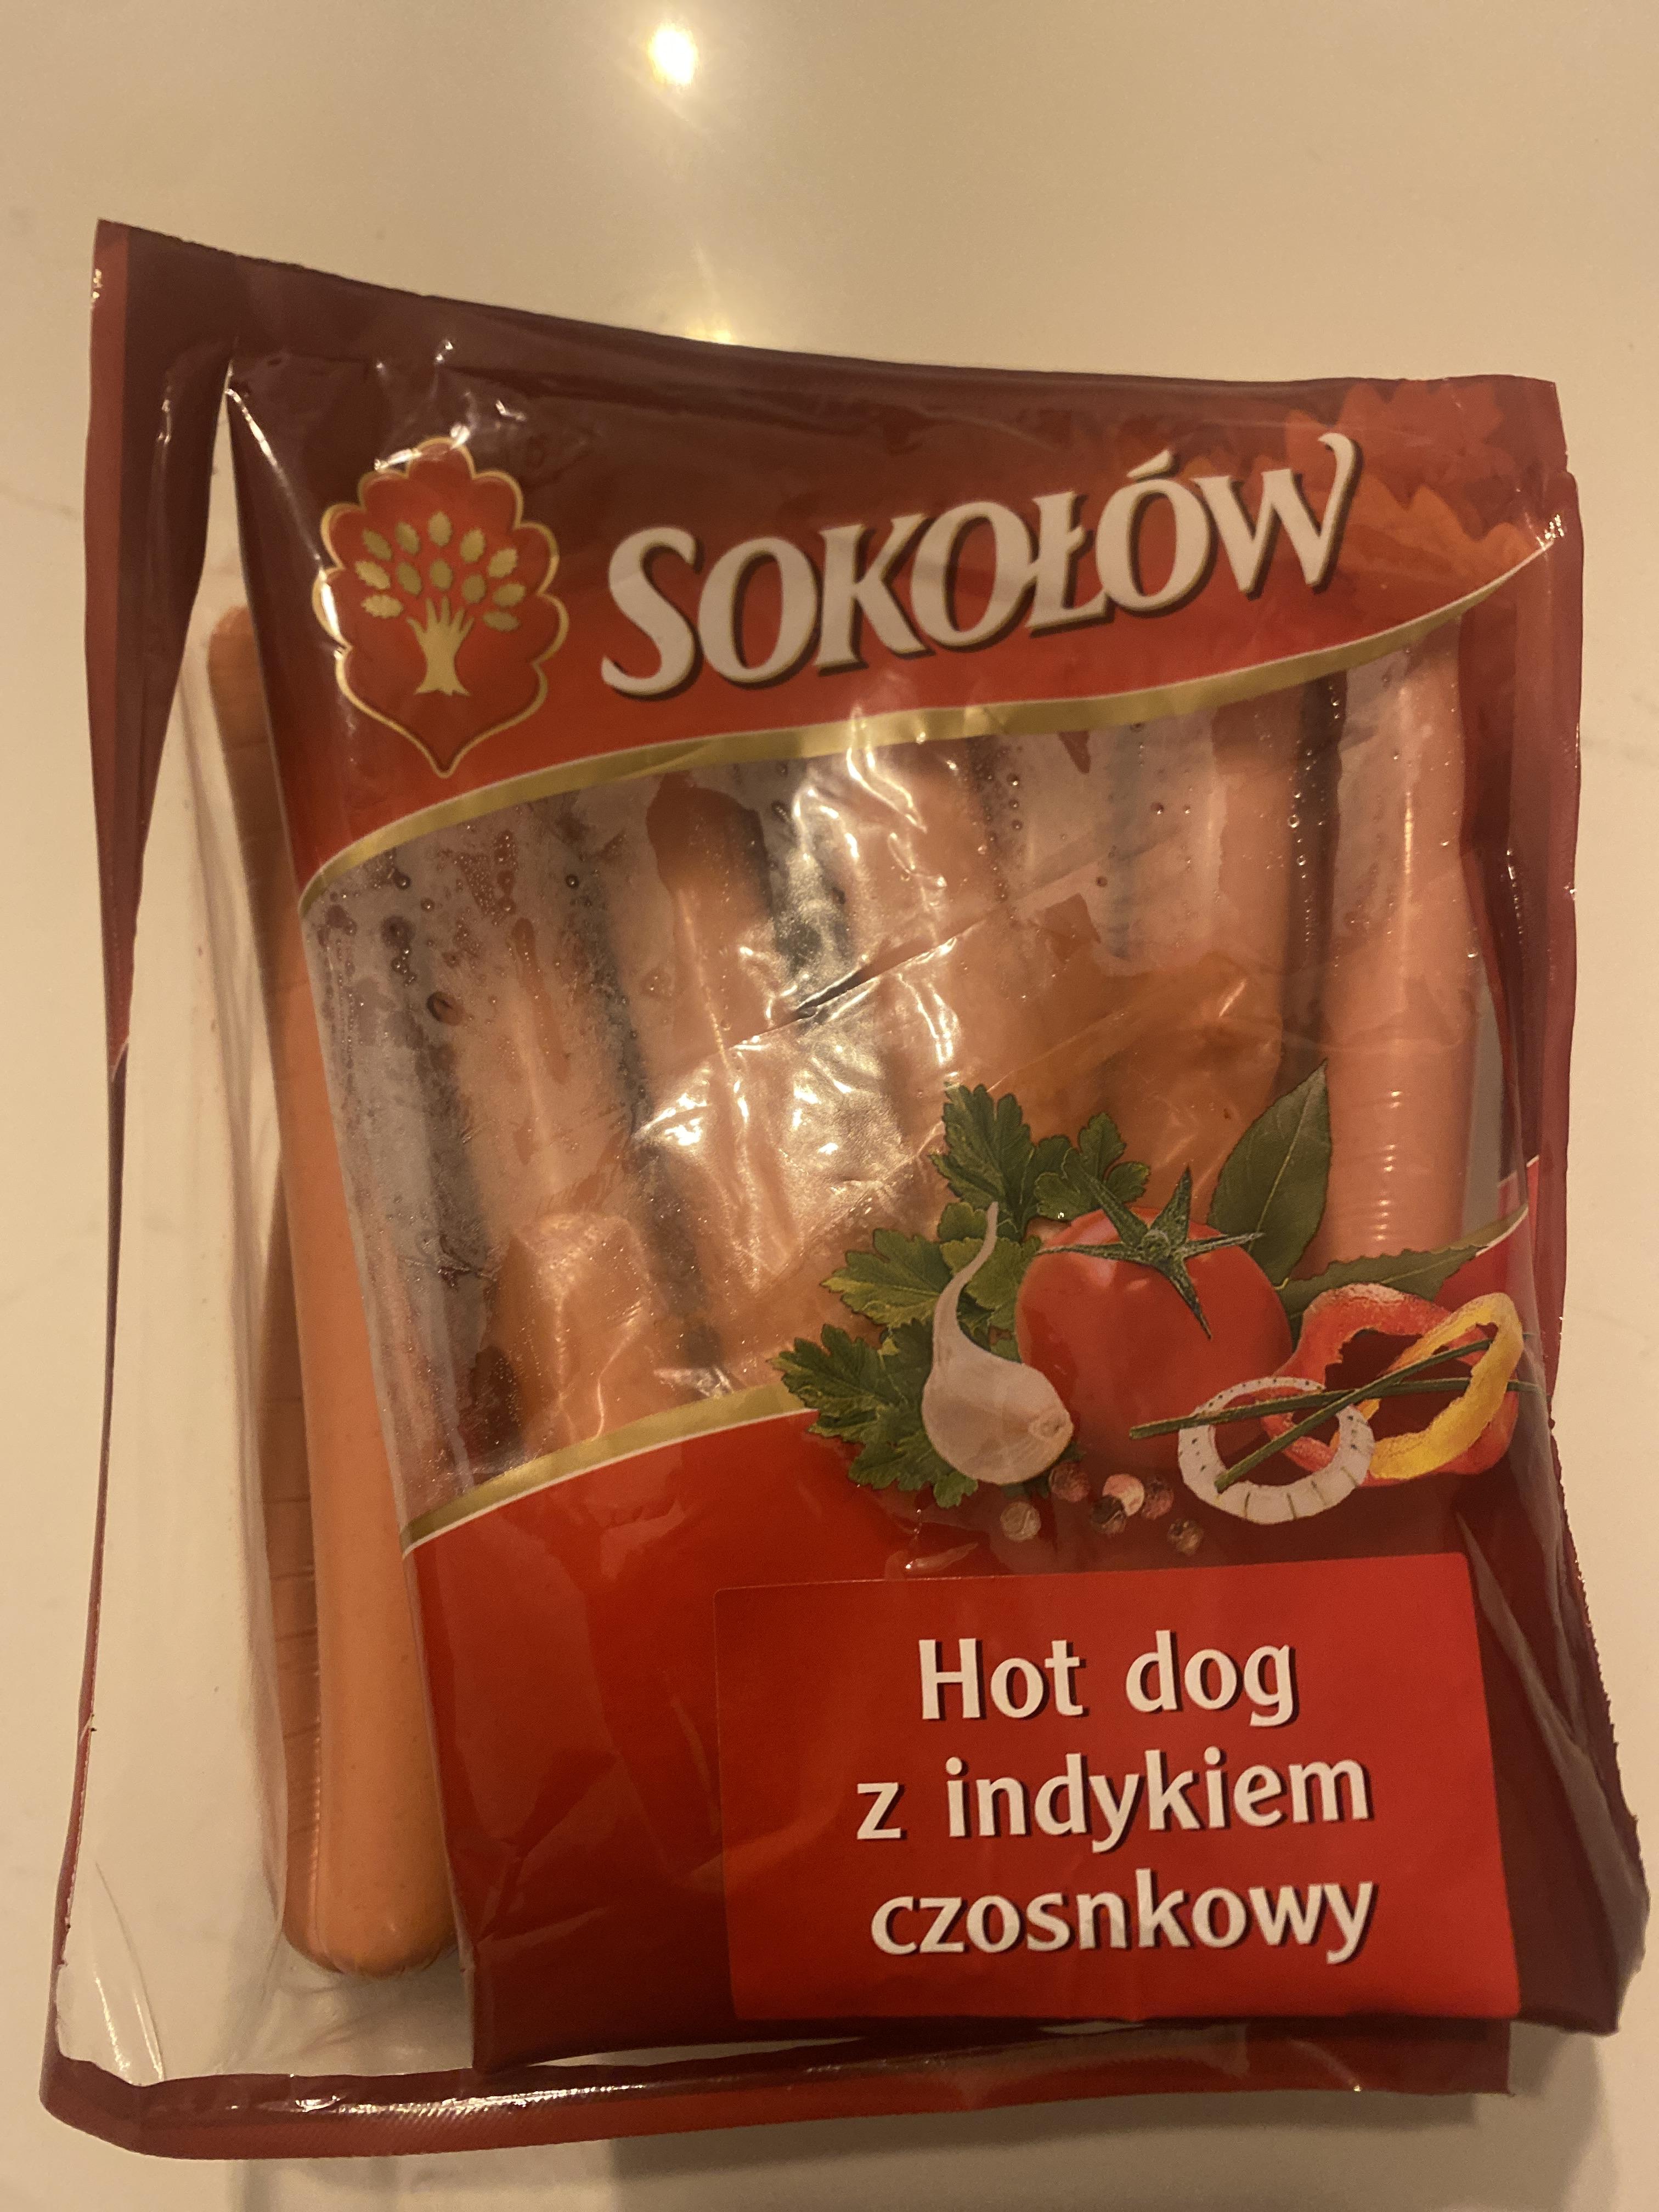 SOKOŁÓW
Hot dog
z indykiem
czosnkowy